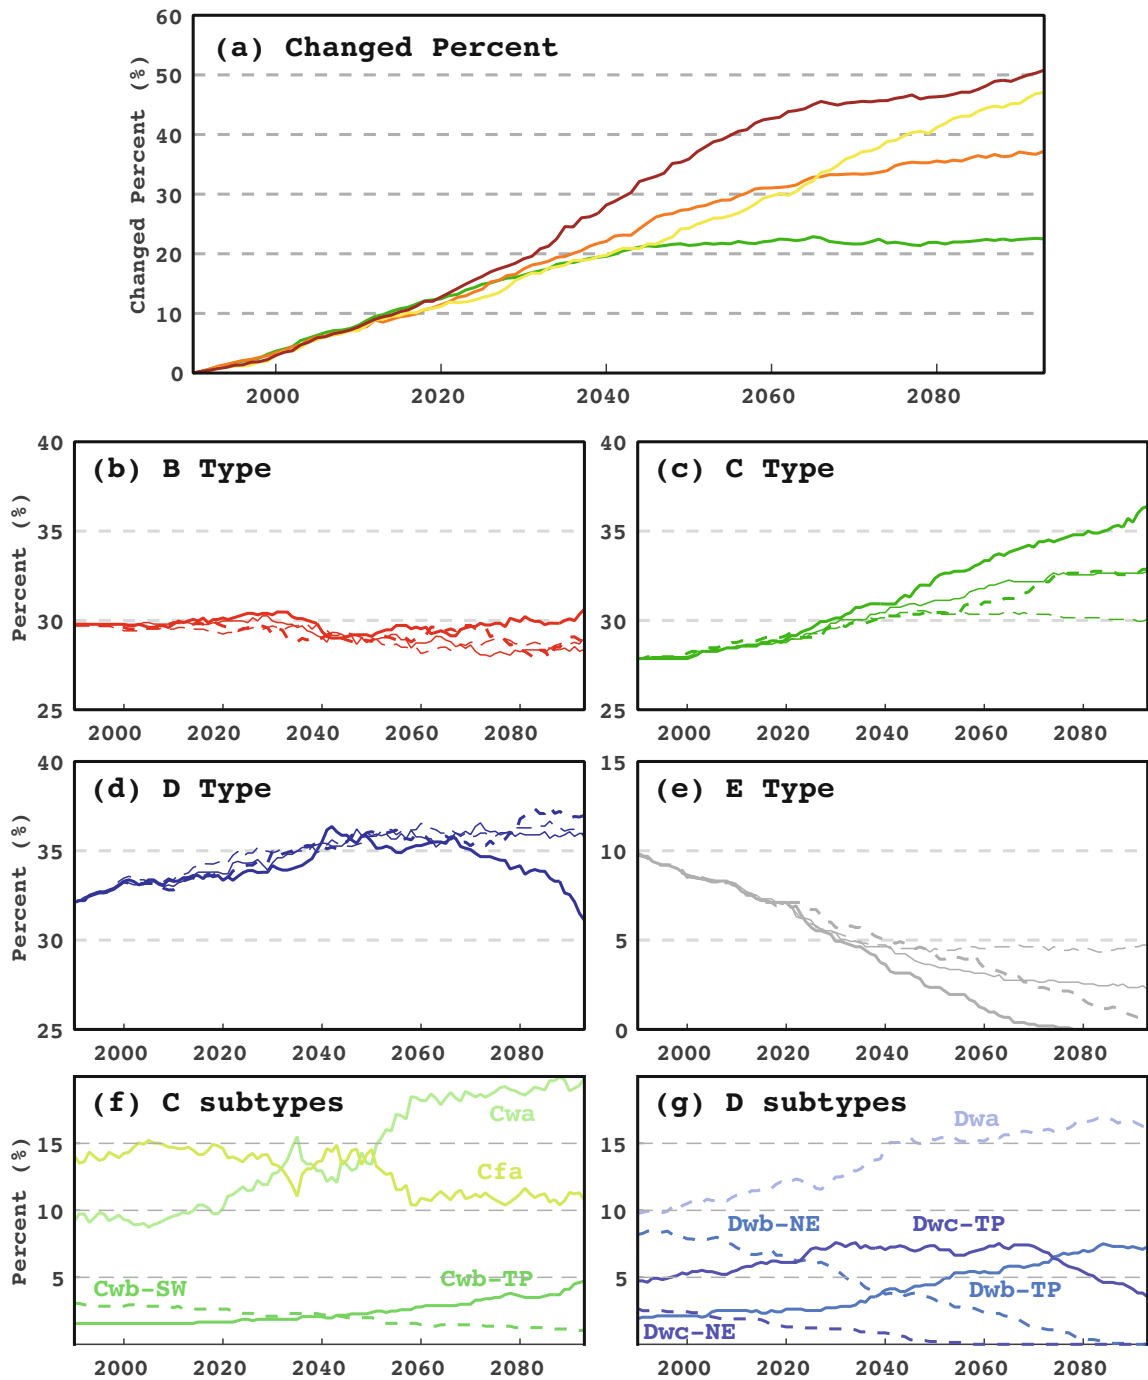 (a) Changed Percent
Changed Percent (%)
60
50
40
30
20
10
0
2000 2020 2040 2060 2080
(b) B Type
Percent (%)
40
35
30
25
2000 2020 2040 2060 2080
(c) C Type
40
35
30
25
2000 2020 2040 2060 2080
(d) D Type
Percent (%)
40
35
30
25
2000 2020 2040 2060 2080
(e) E Type
15
10
5
0
2000 2020 2040 2060 2080
(f) C subtypes
Percent (%)
15
10
5
Cwa
Cfa
Cwb-SW
Cwb-TP
2000 2020 2040 2060 2080
(g) D subtypes
15
10
5
Dwa
Dwb-NE
Dwc-TP
Dwb-TP
Dwc-NE
2000 2020 2040 2060 2080